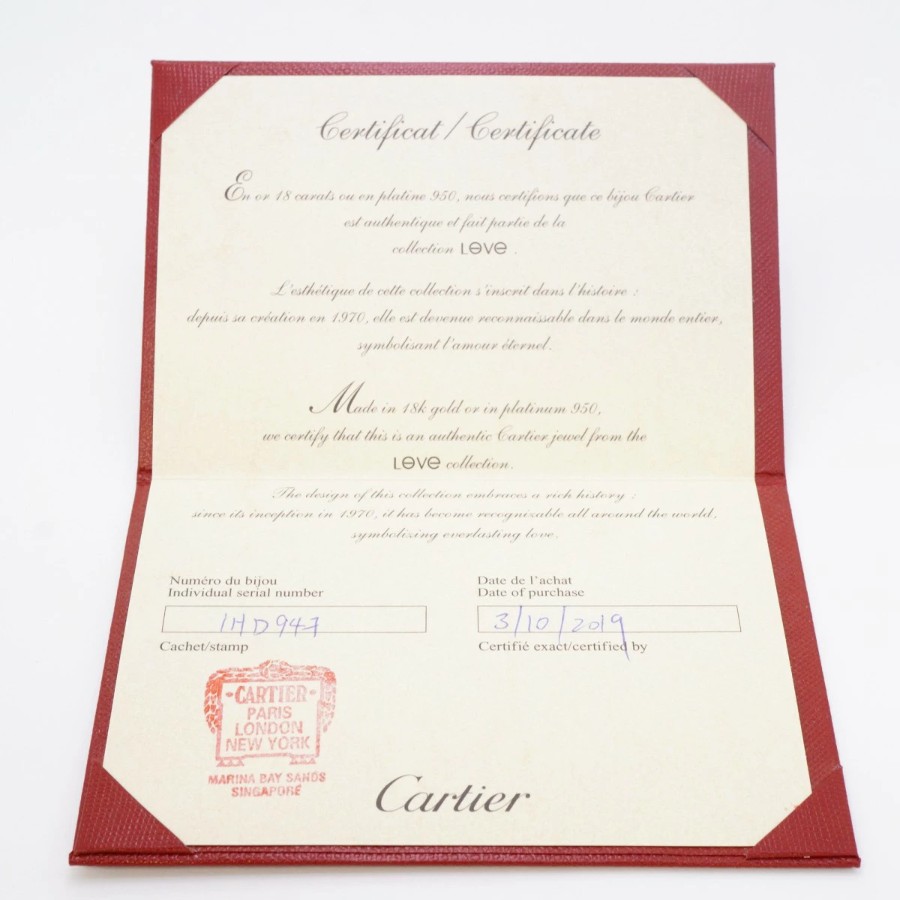 Certificat / Certificate
En or 18 carats ou en platine 950, nous certifions que ce bijou Cartier
est authentique et fait partie de la
collection LOVE .
L'esthétique de cette collection s'inscrit dans l'histoire :
depuis sa création en 1970, elle est devenue reconnaissable dans le monde entier,
symbolisant l'amour éternel.
Made in 18k gold or in platinum 950,
we certify that this is an authentic Cartier jewel from the
LOVE collection.
The design of this collection embraces a rich history :
since its inception in 1970, it has become recognizable all around the world,
symbolizing everlasting love.
Numéro du bijou
Individual serial number
IHD947
Date de l'achat
Date of purchase
3/10/2019
Cachet/stamp
Certifié exact/certified by
CARTIER
PARIS
LONDON
NEW YORK
MARINA BAY SANDS
SINGAPORE
Cartier